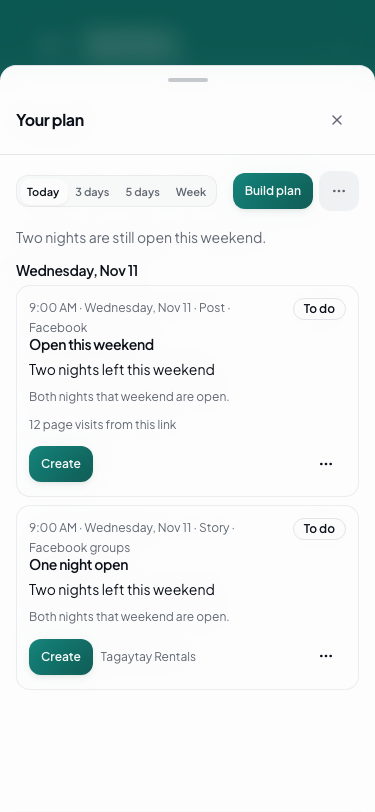 Your plan
Today 3 days 5 days Week Build plan
Two nights are still open this weekend.
Wednesday, Nov 11
9:00 AM · Wednesday, Nov 11 · Post · To do
Facebook
Open this weekend
Two nights left this weekend
Both nights that weekend are open.
12 page visits from this link
Create
9:00 AM · Wednesday, Nov 11 · Story · To do
Facebook groups
One night open
Two nights left this weekend
Both nights that weekend are open.
Create Tagaytay Rentals